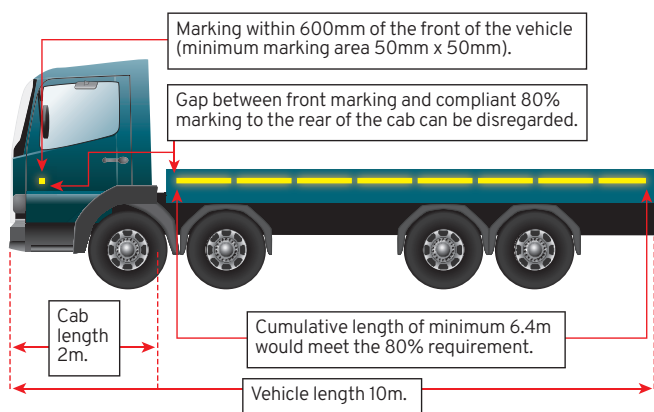 Marking within 600mm of the front of the vehicle
(minimum marking area 50mm x 50mm).
Gap between front marking and compliant 80%
marking to the rear of the cab can be disregarded.
Cab
length
2m.
Cumulative length of minimum 6.4m
would meet the 80% requirement.
Vehicle length 10m.